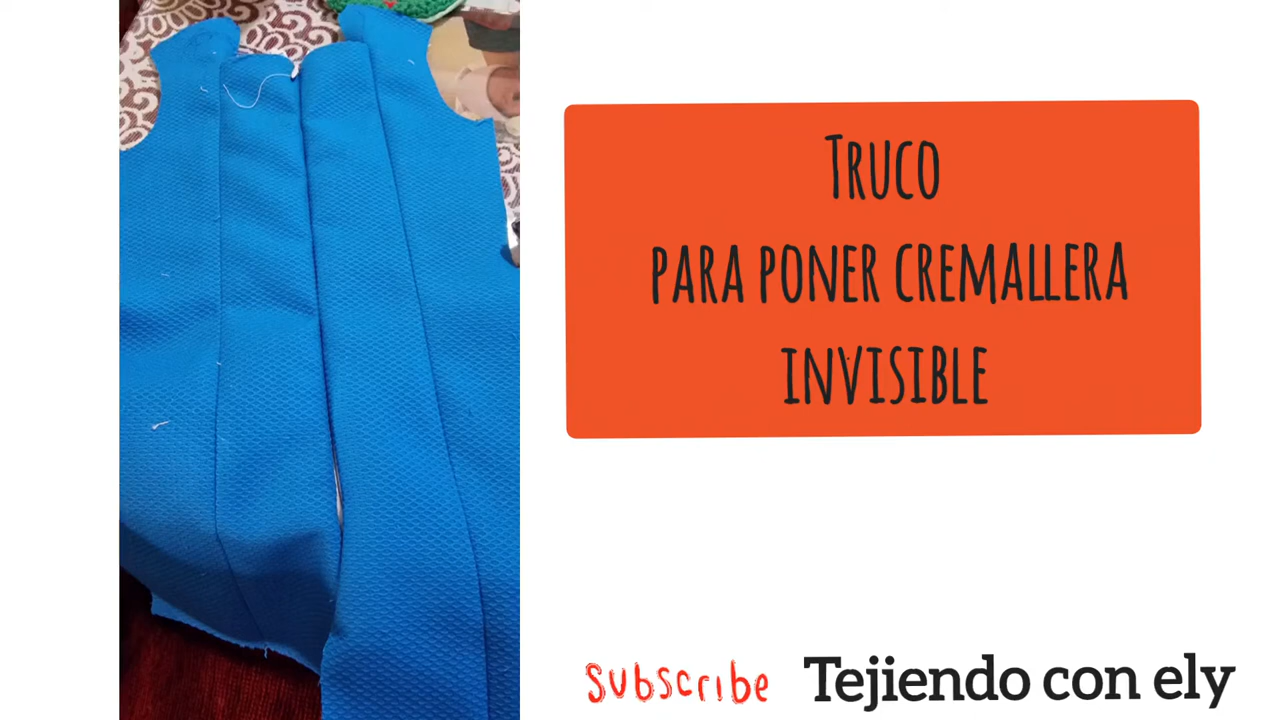 Truco
para poner cremallera
invisible
Subscribe Tejiendo con ely